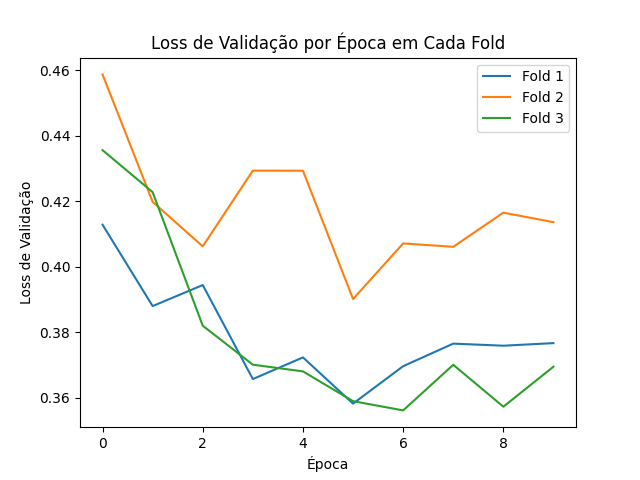 Loss de Validação por Época em Cada Fold
Fold 1
Fold 2
Fold 3
Loss de Validação
0.46
0.44
0.42
0.40
0.38
0.36
0 2 4 6 8
Época